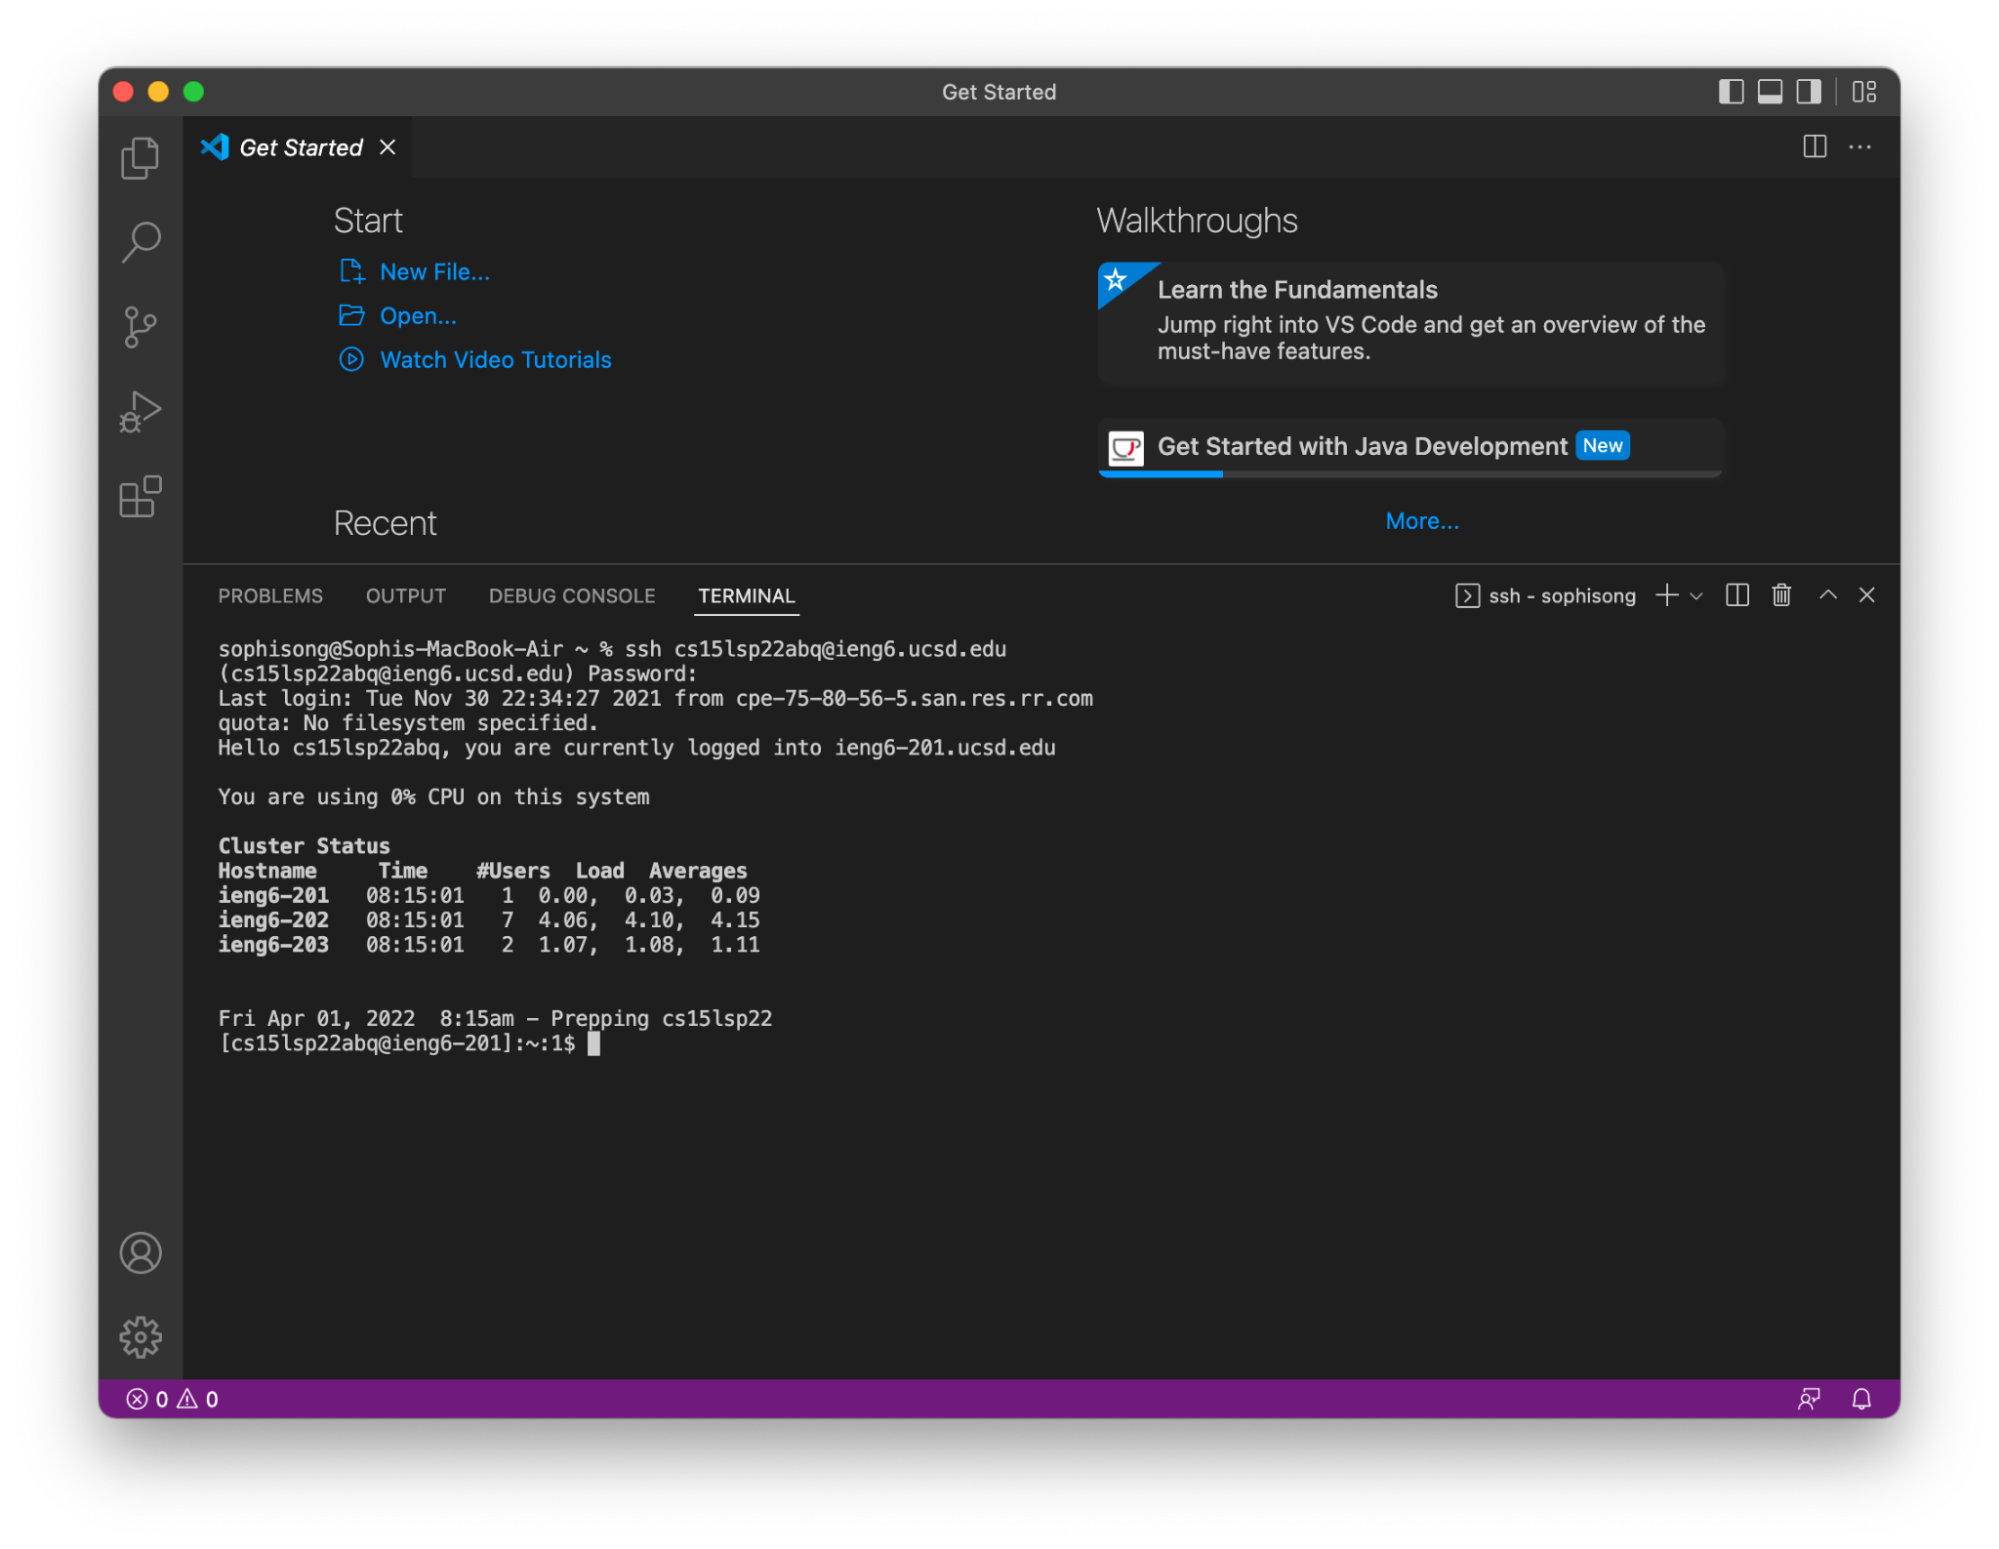 Get Started
Get Started
Start
New File...
Open...
Watch Video Tutorials
Recent
Walkthroughs
Learn the Fundamentals
Jump right into VS Code and get an overview of the
must-have features.
Get Started with Java Development New
More...
PROBLEMS OUTPUT DEBUG CONSOLE TERMINAL ssh - sophisong
sophisong@Sophis-MacBook-Air ~ % ssh cs15lsp22abq@ieng6.ucsd.edu
(cs15lsp22abq@ieng6.ucsd.edu) Password:
Last login: Tue Nov 30 22:34:27 2021 from cpe-75-80-56-5.san.res.rr.com
quota: No filesystem specified.
Hello cs15lsp22abq, you are currently logged into ieng6-201.ucsd.edu
You are using 0% CPU on this system
Cluster Status
Hostname Time #Users Load Averages
ieng6-201 08:15:01 1 0.00, 0.03, 0.09
ieng6-202 08:15:01 7 4.06, 4.10, 4.15
ieng6-203 08:15:01 2 1.07, 1.08, 1.11
Fri Apr 01, 2022 8:15am - Prepping cs15lsp22
[cs15lsp22abq@ieng6-201]:~:1$
0 0